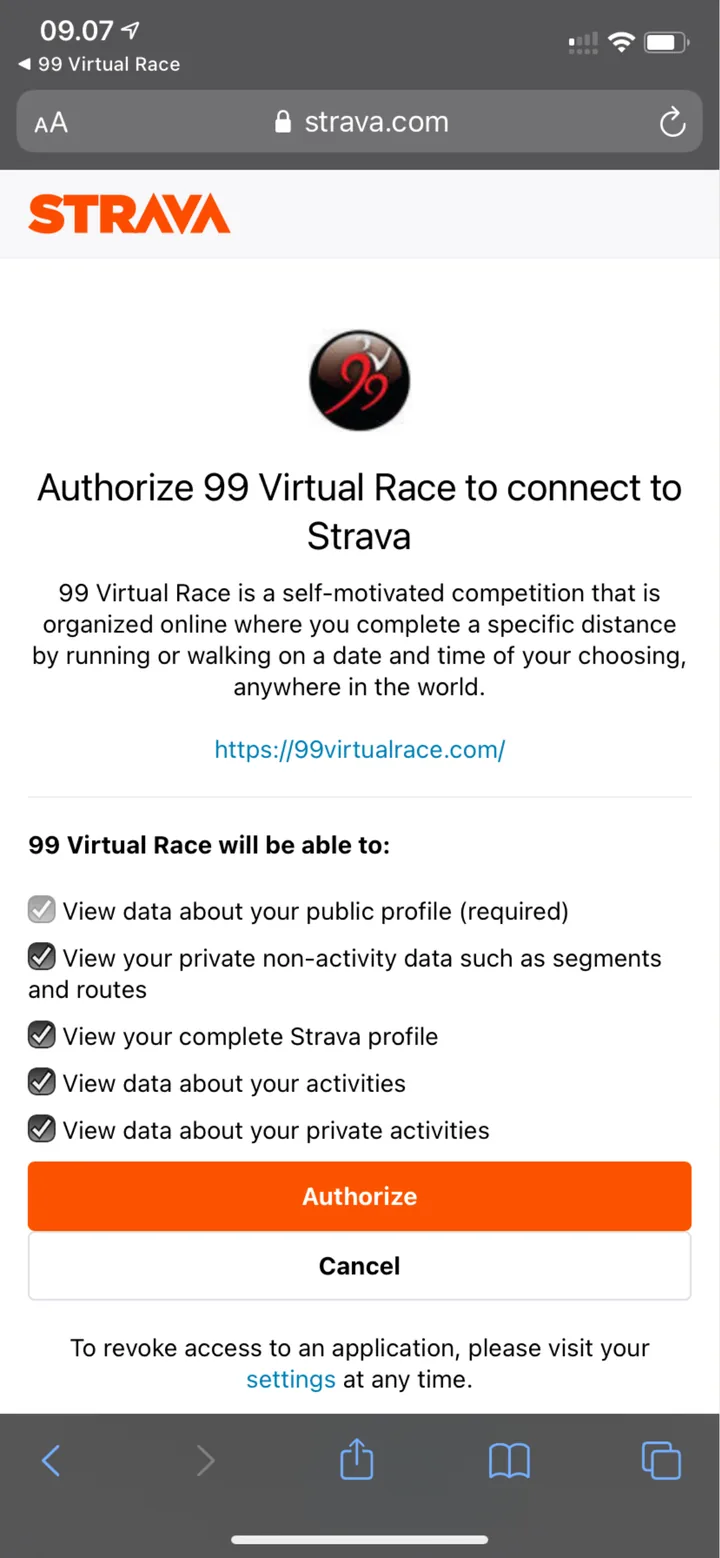 09.07
99 Virtual Race
AA
strava.com
STRAVA
99
Authorize 99 Virtual Race to connect to
Strava
99 Virtual Race is a self-motivated competition that is
organized online where you complete a specific distance
by running or walking on a date and time of your choosing,
anywhere in the world.
https://99virtualrace.com/
99 Virtual Race will be able to:
View data about your public profile (required)
View your private non-activity data such as segments
and routes
View your complete Strava profile
View data about your activities
View data about your private activities
Authorize
Cancel
To revoke access to an application, please visit your
settings at any time.